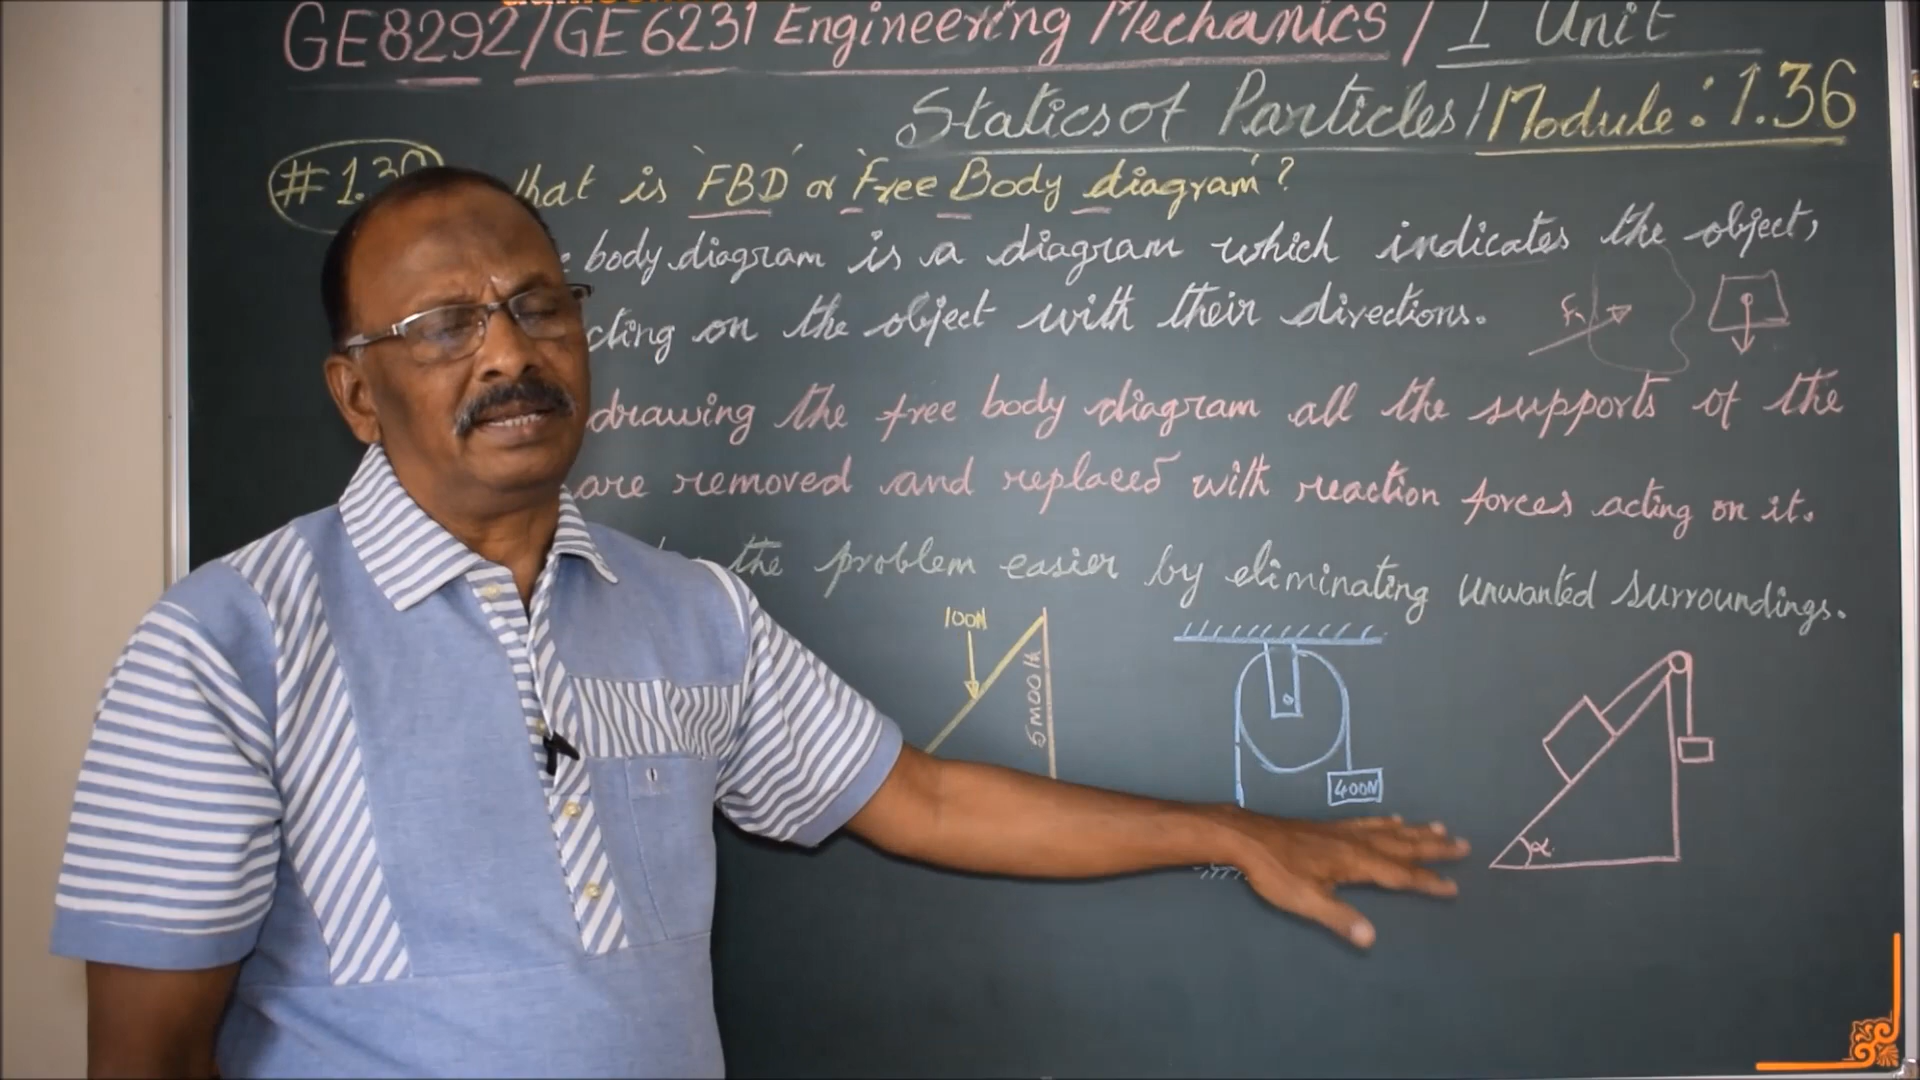 GE8292/GE6231 Engineering Mechanics / I Unit
Statics of Particles / Module: 1.36
hat is 'FBD' or 'Free Body diagram'?
body diagram is a diagram which indicates the object,
cting on the object with their directions.
F
drawing the free body diagram all the supports of the
are removed and replaced with reaction forces acting on it.
the problem easier by eliminating unwanted surroundings.
100N
smooth
400N
α